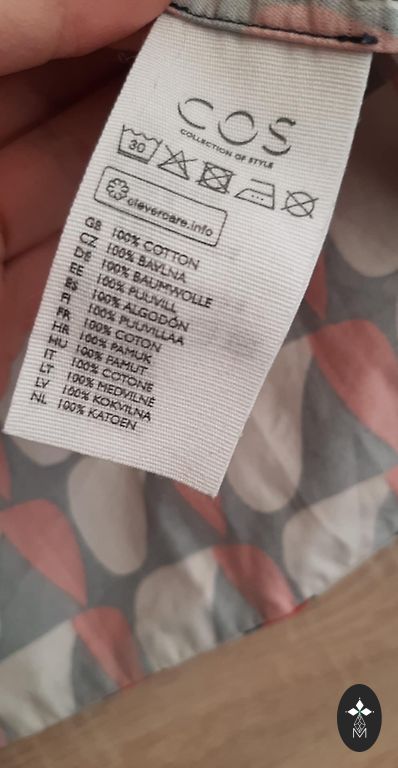 COS
COLLECTION OF STYLE
30
clevercare.info
GB 100% COTTON
CZ 100% BAVLNA
DE 100% BAUMWOLLE
EE 100% PUUVILL
ES 100% ALGODÓN
FI 100% PUUVILLAA
FR 100% COTON
HR 100% PAMUK
HU 100% PAMUT
IT 100% COTONE
LT 100% MEDVILNĖ
LV 100% KOKVILNA
NL 100% KATOEN
M